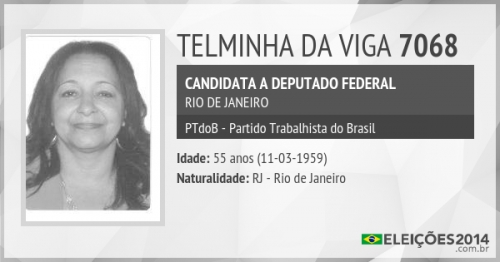 TELMINHA DA VIGA 7068
CANDIDATA A DEPUTADO FEDERAL
RIO DE JANEIRO
PTdoB - Partido Trabalhista do Brasil
Idade: 55 anos (11-03-1959)
Naturalidade: RJ - Rio de Janeiro
ELEIÇÕES2014
.com.br